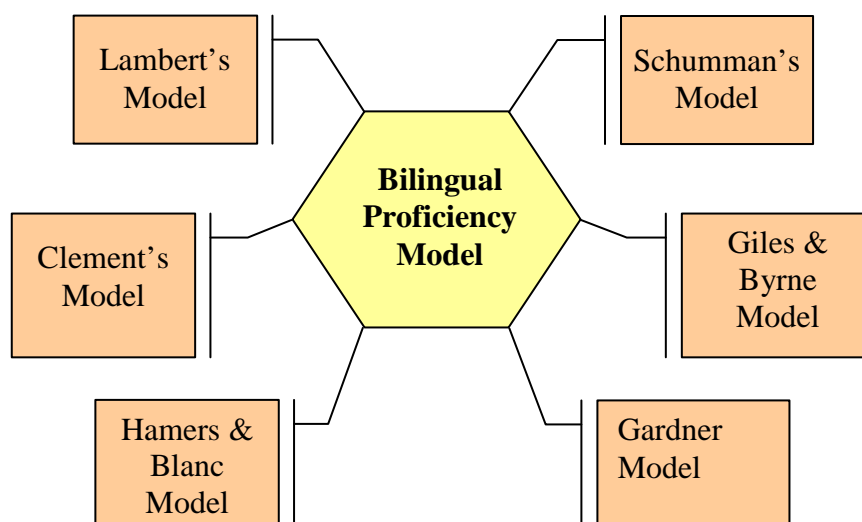 Lambert’s
Model
Schumman’s
Model
Bilingual
Proficiency
Model
Clement’s
Model
Giles &
Byrne
Model
Hamers &
Blanc
Model
Gardner
Model